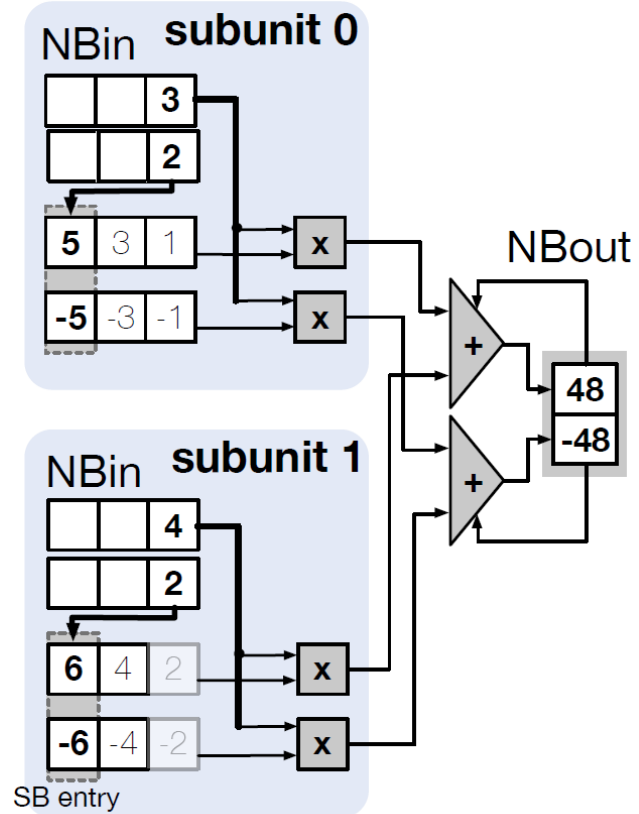 subunit 0
NBin
3
2
5 3 1
x
-5 -3 -1
x
NBout
+
48
-48
+
subunit 1
NBin
4
2
6 4 2
x
-6 -4 -2
x
SB entry